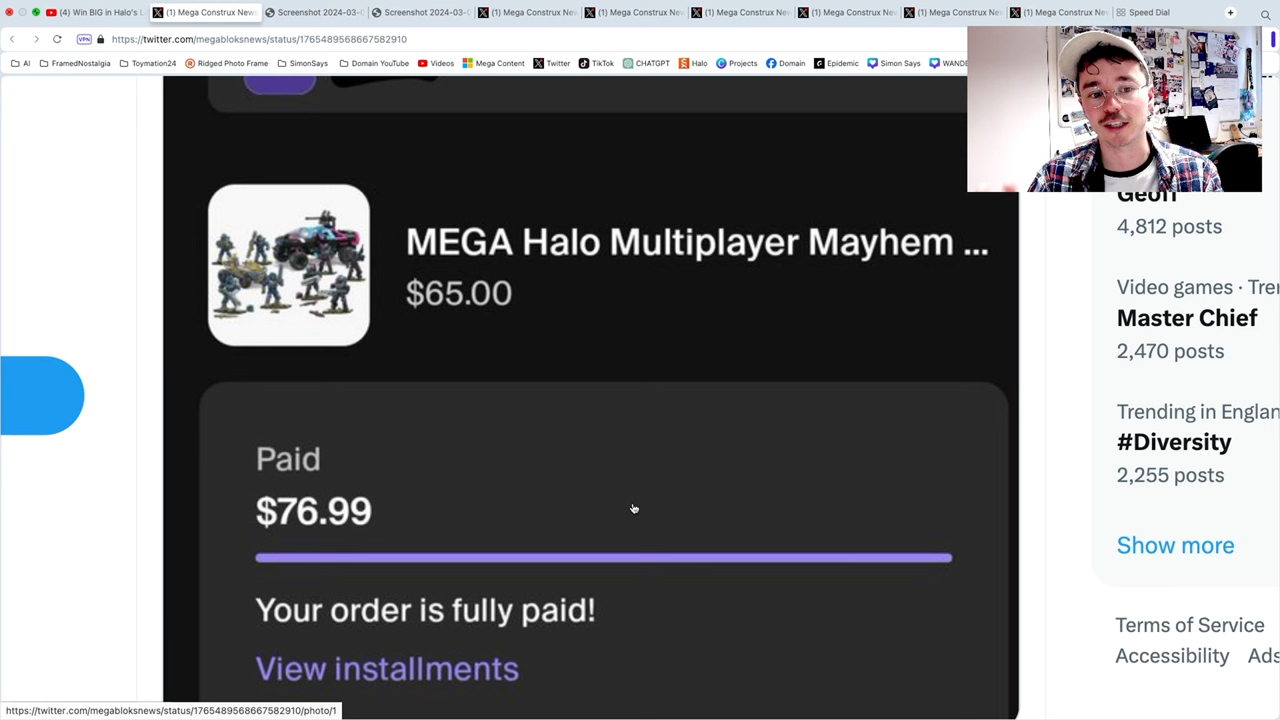 (4) Win BIG in Halo's L
(1) Mega Construx New
Screenshot 2024-03-
Screenshot 2024-03-
(1) Mega Construx New
(1) Mega Construx New
(1) Mega Construx New
(1) Mega Construx New
(1) Mega Construx New
(1) Mega Construx New
Speed Dial
VPN
https://twitter.com/megabloksnews/status/1765489568667582910
AI
FramedNostalgia
Toymation24
Ridged Photo Frame
SimonSays
Domain YouTube
Videos
Mega Content
Twitter
TikTok
CHATGPT
Halo
Projects
Domain
Epidemic
Simon Says
WAND
MEGA Halo Multiplayer Mayhem ...
$65.00
Paid
$76.99
Your order is fully paid!
View installments
Geoff
4,812 posts
Video games · Tre
Master Chief
2,470 posts
Trending in Englan
#Diversity
2,255 posts
Show more
Terms of Service
Accessibility Ads
https://twitter.com/megabloksnews/status/1765489568667582910/photo/1